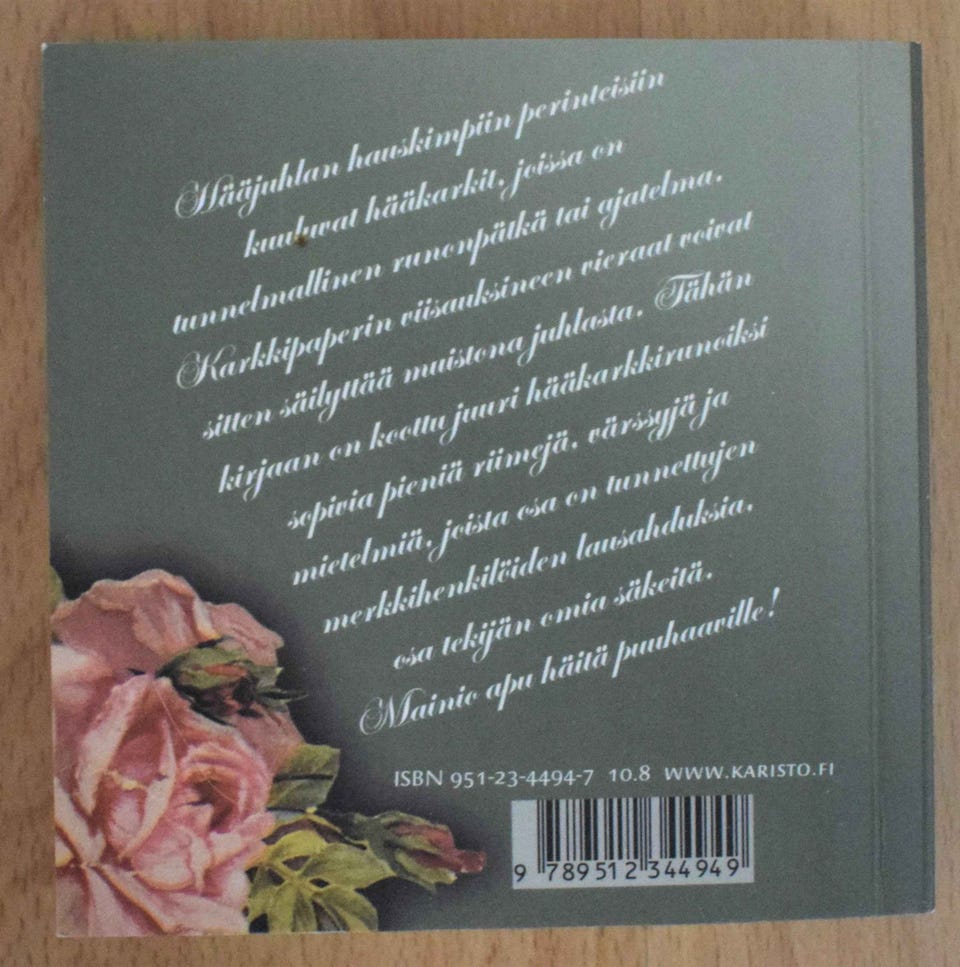 Hääjuhlan hauskimpiin perinteisiin
kuuluvat hääkarkit, joissa on
tunnelmallinen runonpätkä tai ajatelma.
Karkkipaperin viisauksineen vieraat voivat
sitten säilyttää muistona juhlasta. Tähän
kirjaan on koottu juuri hääkarkkirunoiksi
sopivia pieniä riimejä, värssyjä ja
mietelmiä, joista osa on tunnettujen
merkkihenkilöiden lausahduksia,
osa tekijän omia säkeitä.
Mainio apu häitä puuhaaville!
ISBN 951-23-4494-7 10.8 WWW.KARISTO.FI
9 789512 344949